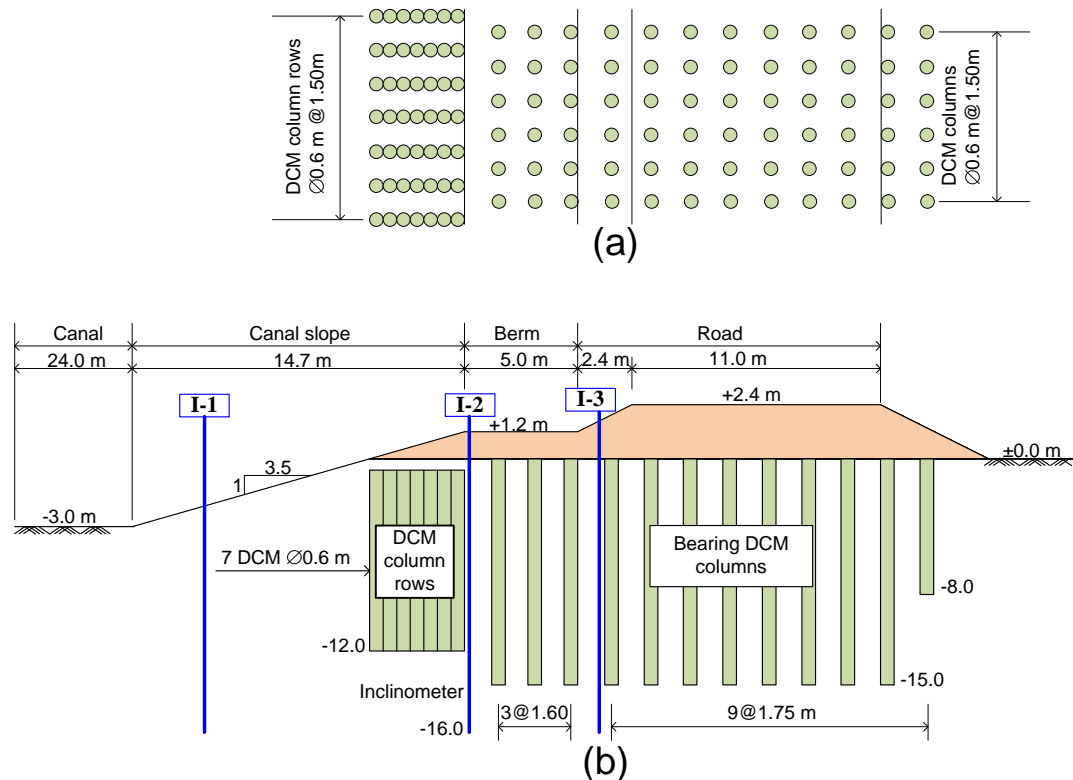 DCM column rows
Ø0.6 m @1.50m
DCM columns
Ø0.6 m@1.50m
(a)
Canal
Canal slope
Berm
Road
24.0 m
14.7 m
5.0 m
2.4 m
11.0 m
I-1
I-2
I-3
+1.2 m
+2.4 m
±0.0 m
3.5
1
-3.0 m
7 DCM Ø0.6 m
DCM
column
rows
Bearing DCM
columns
-8.0
-12.0
Inclinometer
-16.0
-15.0
3@1.60
9@1.75 m
(b)